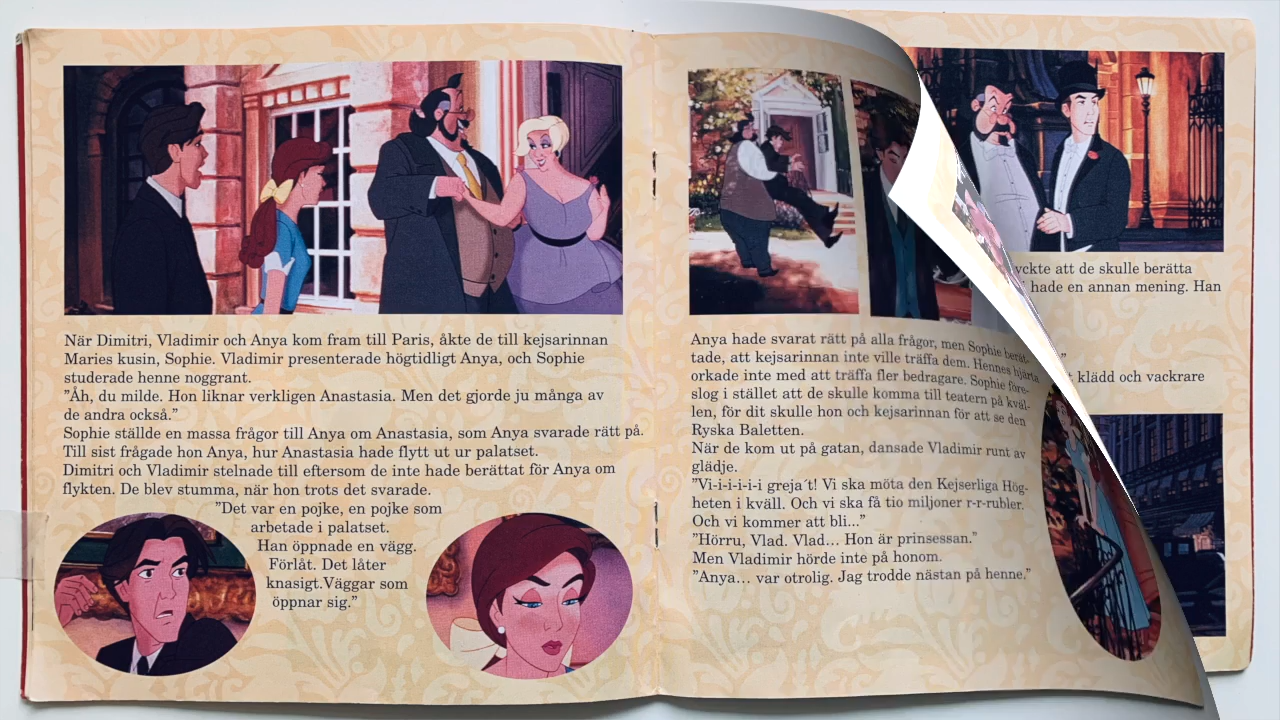 När Dimitri, Vladimir och Anya kom fram till Paris, åkte de till kejsarinnan
Maries kusin, Sophie. Vladimir presenterade högtidligt Anya, och Sophie
studerade henne noggrant.
”Åh, du milde. Hon liknar verkligen Anastasia. Men det gjorde ju många av
de andra också.”
Sophie ställde en massa frågor till Anya om Anastasia, som Anya svarade rätt på.
Till sist frågade hon Anya, hur Anastasia hade flytt ut ur palatset.
Dimitri och Vladimir stelnade till eftersom de inte hade berättat för Anya om
flykten. De blev stumma, när hon trots det svarade.
”Det var en pojke, en pojke som
arbetade i palatset.
Han öppnade en vägg.
Förlåt. Det låter
knasigt.Väggar som
öppnar sig.”
Anya hade svarat rätt på alla frågor, men Sophie berät-
tade, att kejsarinnan inte ville träffa dem. Hennes hjärta
orkade inte med att träffa fler bedragare. Sophie före-
slog i stället att de skulle komma till teatern på kväl-
len, för dit skulle hon och kejsarinnan för att se den
Ryska Baletten.
När de kom ut på gatan, dansade Vladimir runt av
glädje.
”Vi-i-i-i-i-i greja´t! Vi ska möta den Kejserliga Hög-
heten i kväll. Och vi ska få tio miljoner r-r-rubler.
Och vi kommer att bli...”
”Hörru, Vlad. Vlad... Hon är prinsessan.”
Men Vladimir hörde inte på honom.
”Anya... var otrolig. Jag trodde nästan på henne.”
att de skulle berätta
hade en annan mening. Han
”
klädd och vackrare